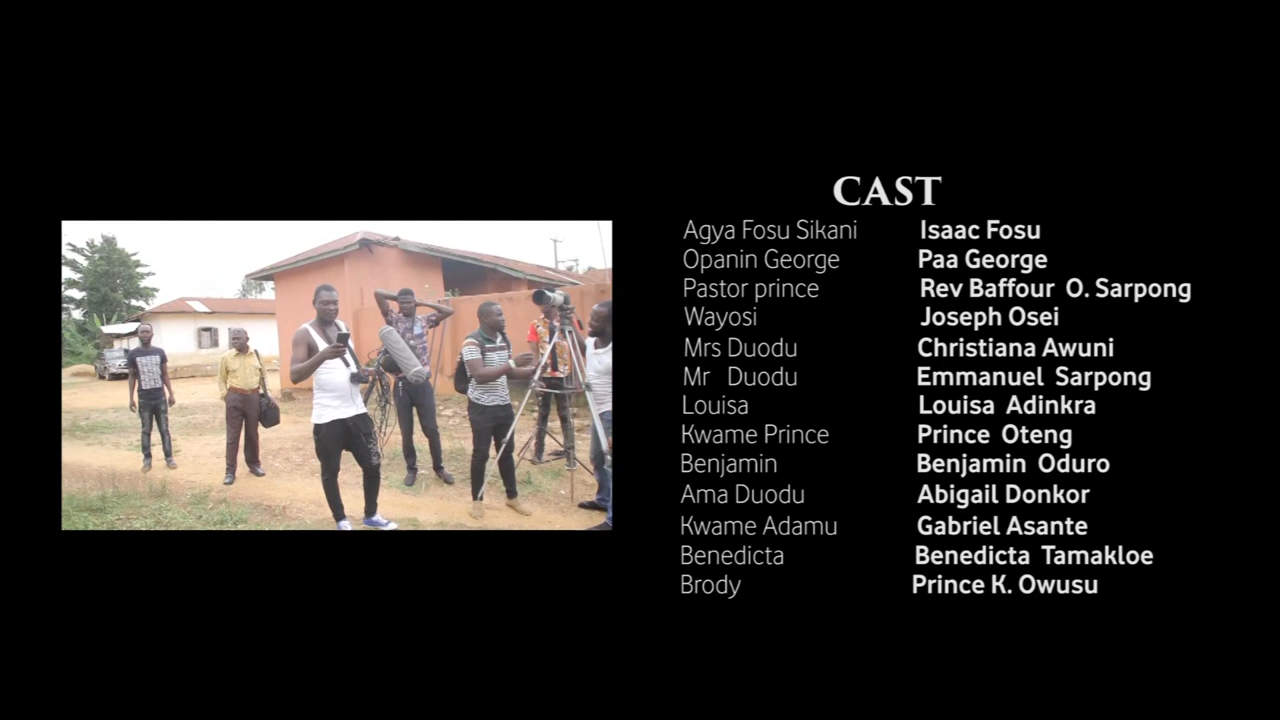 CAST
Agya Fosu Sikani Isaac Fosu
Opanin George Paa George
Pastor prince Rev Baffour O. Sarpong
Wayosi Joseph Osei
Mrs Duodu Christiana Awuni
Mr Duodu Emmanuel Sarpong
Louisa Louisa Adinkra
Kwame Prince Prince Oteng
Benjamin Benjamin Oduro
Ama Duodu Abigail Donkor
Kwame Adamu Gabriel Asante
Benedicta Benedicta Tamakloe
Brody Prince K. Owusu